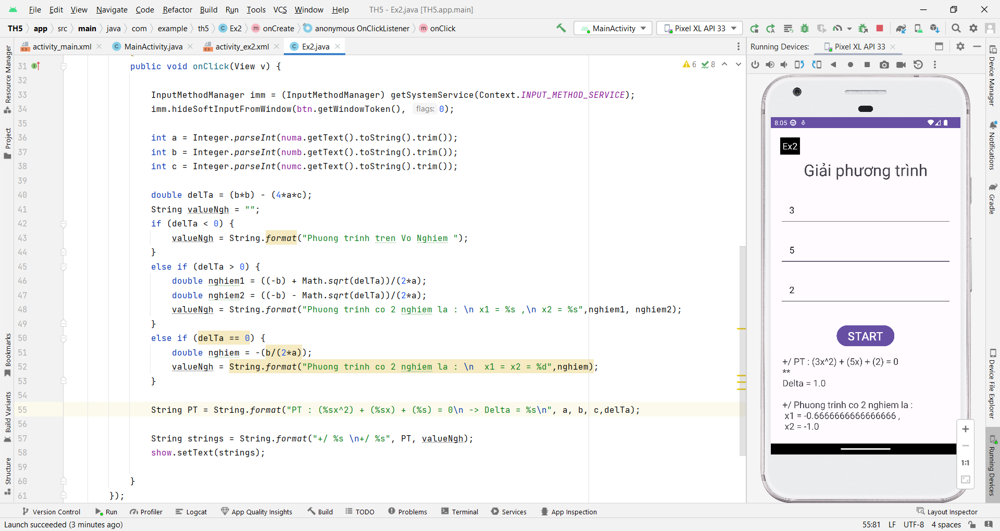 File Edit View Navigate Code Refactor Build Run Tools VCS Window Help TH5 - Ex2.java [TH5.app.main]
TH5 app src main java com example th5 Ex2 onCreate anonymous OnClickListener onClick MainActivity Pixel XL API 33
activity_main.xml MainActivity.java activity_ex2.xml Ex2.java Running Devices: Pixel XL API 33
Resource Manager
Project
Bookmarks
Build Variants
Structure
6 8
31 public void onClick(View v) {
32
33 InputMethodManager imm = (InputMethodManager) getSystemService(Context.INPUT_METHOD_SERVICE);
34 imm.hideSoftInputFromWindow(btn.getWindowToken(), flags: 0);
35
36 int a = Integer.parseInt(numa.getText().toString().trim());
37 int b = Integer.parseInt(numb.getText().toString().trim());
38 int c = Integer.parseInt(numc.getText().toString().trim());
39
40 double delTa = (b*b) - (4*a*c);
41 String valueNgh = "";
42 if (delTa < 0) {
43 valueNgh = String.format("Phuong trinh tren Vo Nghiem ");
44 }
45 else if (delTa > 0) {
46 double nghiem1 = ((-b) + Math.sqrt(delTa))/(2*a);
47 double nghiem2 = ((-b) - Math.sqrt(delTa))/(2*a);
48 valueNgh = String.format("Phuong trinh co 2 nghiem la : \n x1 = %s ,\n x2 = %s",nghiem1, nghiem2);
49 }
50 else if (delTa == 0) {
51 double nghiem = -(b/(2*a));
52 valueNgh = String.format("Phuong trinh co 2 nghiem la : \n  x1 = x2 = %d",nghiem);
53 }
54
55 String PT = String.format("PT : (%sx^2) + (%sx) + (%s) = 0\n -> Delta = %s\n", a, b, c,delTa);
56
57 String strings = String.format("+/ %s \n+/ %s", PT, valueNgh);
58 show.setText(strings);
59
60 }
61 });
8:05
Ex2
Giải phương trình
3
5
2
START
+/ PT : (3x^2) + (5x) + (2) = 0
**
Delta = 1.0
+/ Phuong trinh co 2 nghiem la :
x1 = -0.6666666666666666 ,
x2 = -1.0
1:1
Device Manager
Notifications
Gradle
Device File Explorer
Running Devices
Version Control Run Profiler Logcat App Quality Insights Build TODO Problems Terminal Services App Inspection Layout Inspector
Launch succeeded (3 minutes ago) 55:81 LF UTF-8 4 spaces